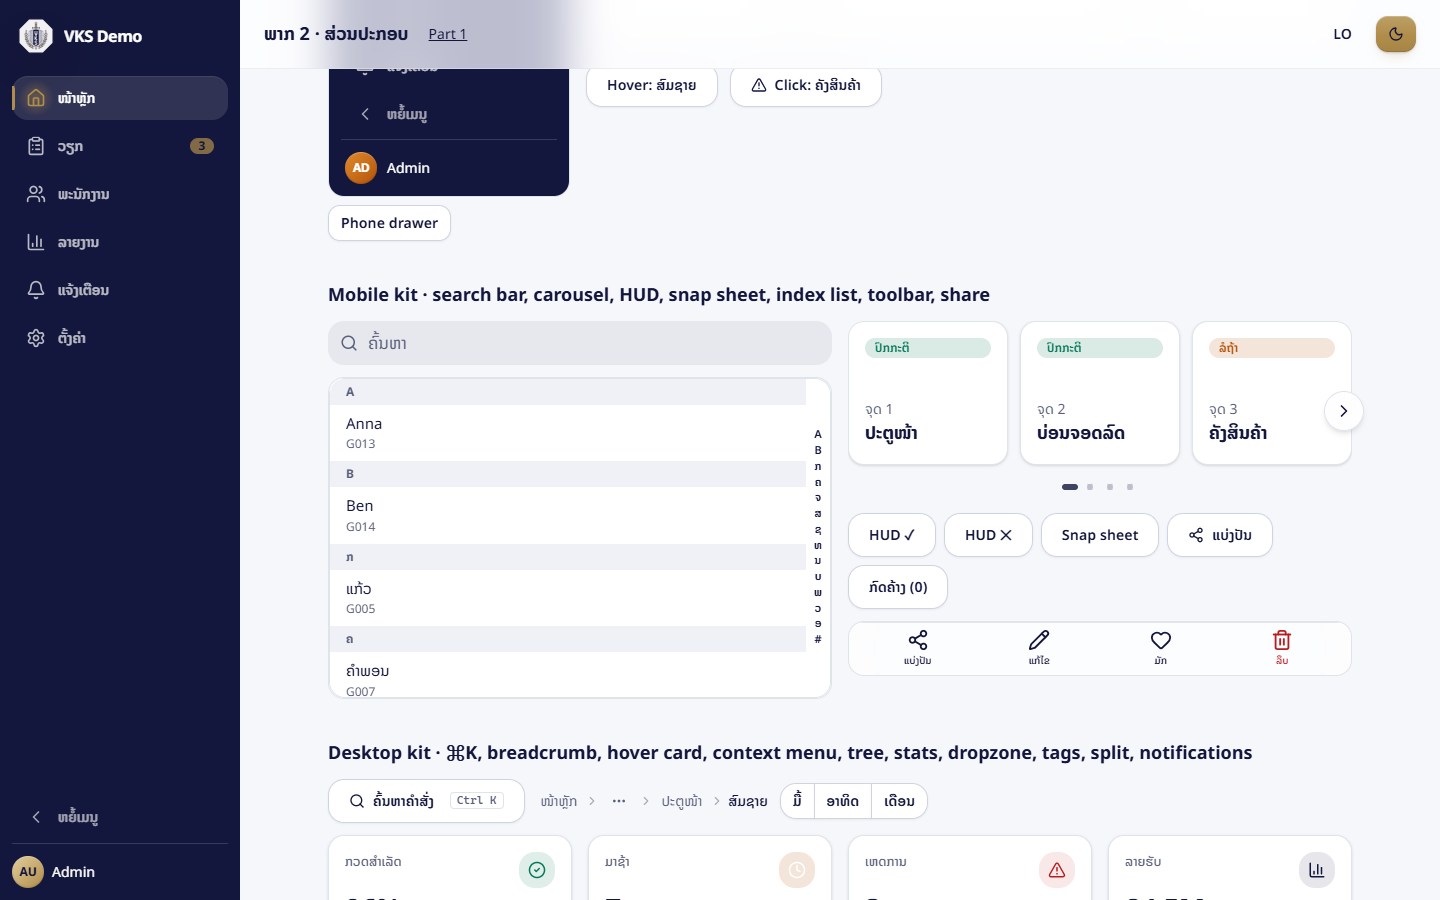 VKS Demo
ໜ້າຫຼັກ
ວຽກ
3
ພະນັກງານ
ລາຍງານ
ແຈ້ງເຕືອນ
ຕັ້ງຄ່າ
ຫຍໍ້ເມນູ
AU Admin
ພາກ 2 · ສ່ວນປະກອບ
Part 1
LO
ຫຍໍ້ເມນູ
AD Admin
Hover: ສົມຊາຍ
Click: ຄັງສິນຄ້າ
Phone drawer
Mobile kit · search bar, carousel, HUD, snap sheet, index list, toolbar, share
ຄົ້ນຫາ
A
Anna
G013
B
Ben
G014
ກ
ແກ້ວ
G005
ຄ
ຄຳພອນ
G007
A
B
ກ
ຄ
ຈ
ສ
ຊ
ທ
ນ
ບ
ພ
ວ
ອ
#
ປົກກະຕິ
ຈຸດ 1
ປະຕູໜ້າ
ປົກກະຕິ
ຈຸດ 2
ບ່ອນຈອດລົດ
ລໍຖ້າ
ຈຸດ 3
ຄັງສິນຄ້າ
HUD ✓
HUD ✕
Snap sheet
ແບ່ງປັນ
ກົດຄ້າງ (0)
ແບ່ງປັນ
ແກ້ໄຂ
ມັກ
ລຶບ
Desktop kit · ⌘K, breadcrumb, hover card, context menu, tree, stats, dropzone, tags, split, notifications
ຄົ້ນຫາຄຳສັ່ງ Ctrl K
ໜ້າຫຼັກ > ··· > ປະຕູໜ້າ > ສົມຊາຍ
ມື້
ອາທິດ
ເດືອນ
ກວດສຳເລັດ
ມາຊ້າ
ເຫດການ
ລາຍຮັບ